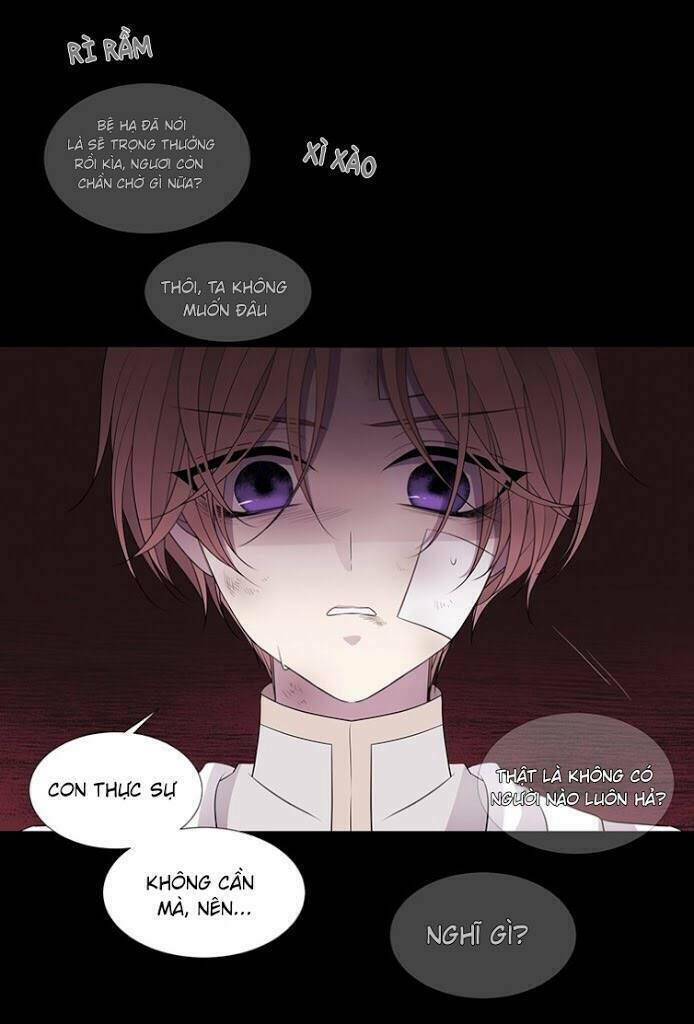 RÌ RẦM
BỆ HẠ ĐÃ NÓI
LÀ SẼ TRỌNG THƯỞNG
RỒI KÌA, NGƯƠI CÒN
CHẦN CHỜ GÌ NỮA?
XÌ XÀO
THÔI, TA KHÔNG
MUỐN ĐÂU
CON THỰC SỰ
THẬT LÀ KHÔNG CÓ
NGƯỜI NÀO LUÔN HẢ?
KHÔNG CẦN
MÀ, NÊN...
NGHĨ GÌ?